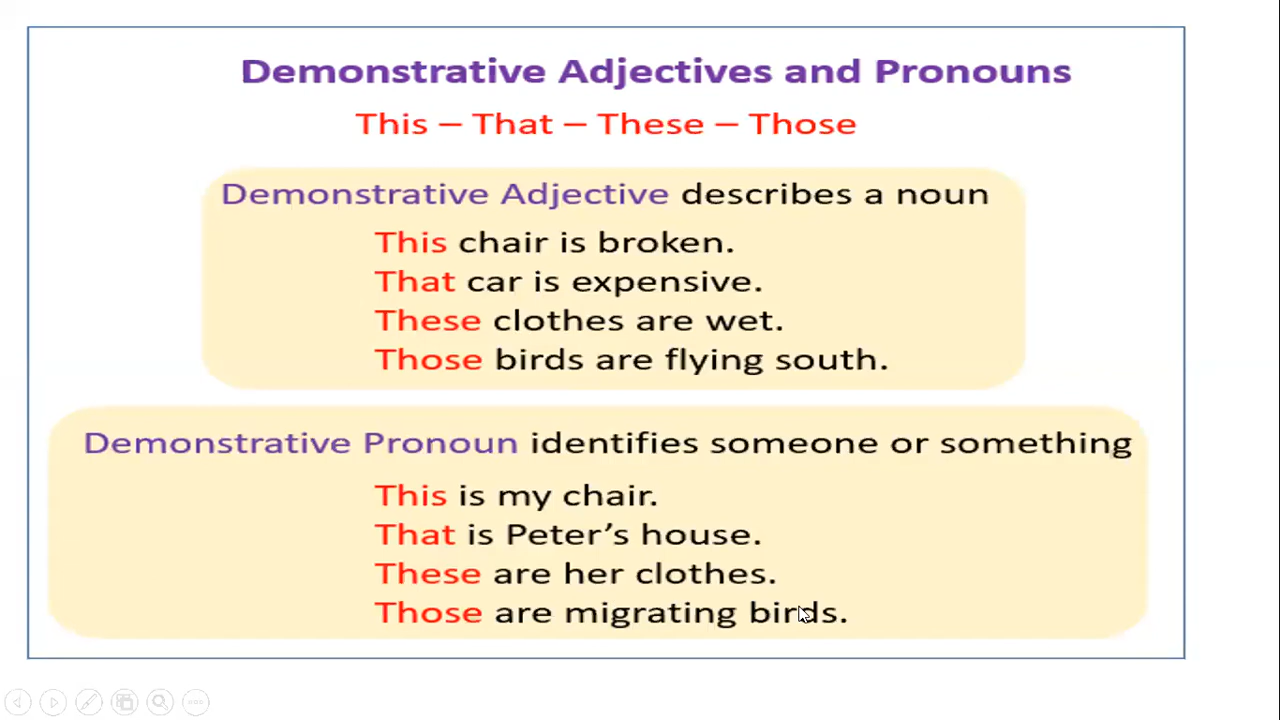 Demonstrative Adjectives and Pronouns
This – That – These – Those
Demonstrative Adjective describes a noun
This chair is broken.
That car is expensive.
These clothes are wet.
Those birds are flying south.
Demonstrative Pronoun identifies someone or something
This is my chair.
That is Peter’s house.
These are her clothes.
Those are migrating birds.